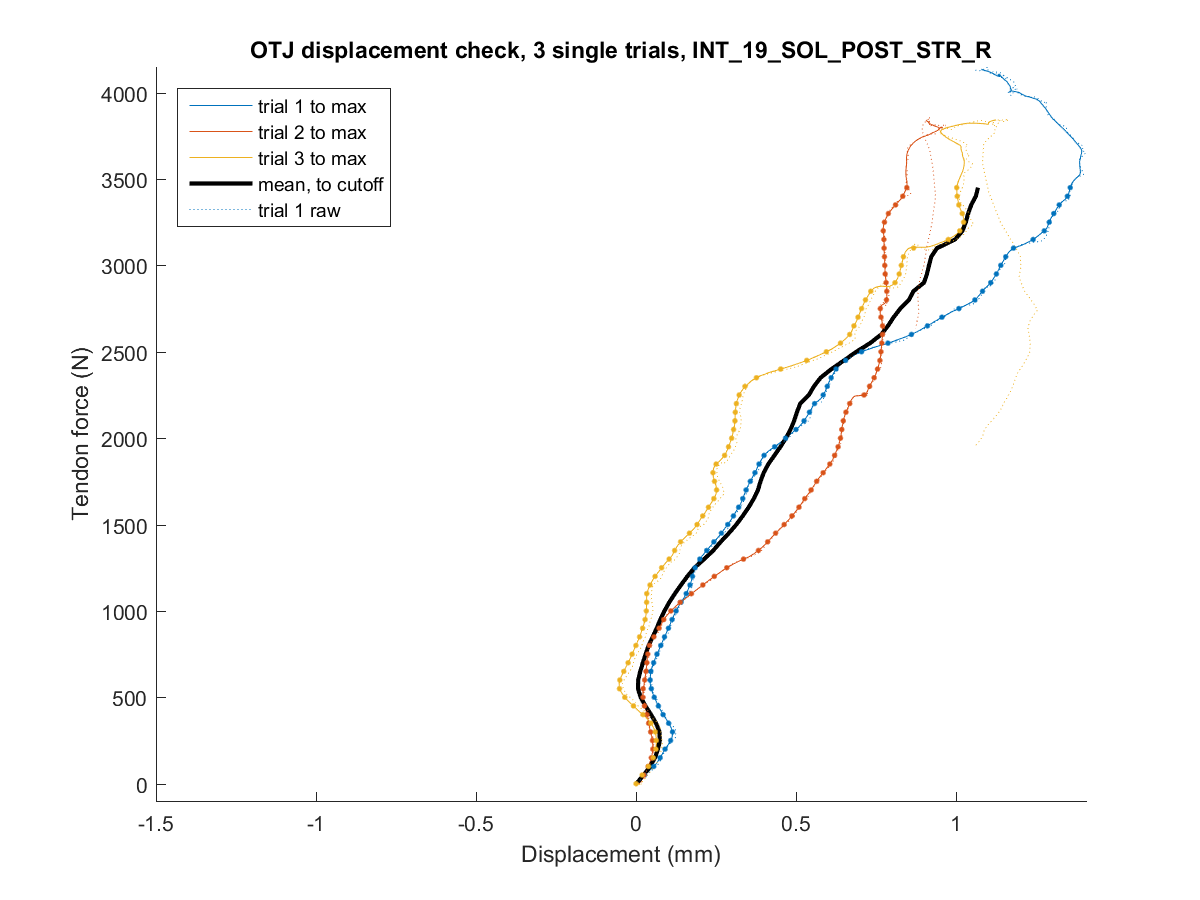 OTJ displacement check, 3 single trials, INT_19_SOL_POST_STR_R
trial 1 to max
trial 2 to max
trial 3 to max
mean, to cutoff
trial 1 raw
4000
3500
3000
2500
2000
1500
1000
500
0
Tendon force (N)
-1.5
-1
-0.5
0
0.5
1
Displacement (mm)